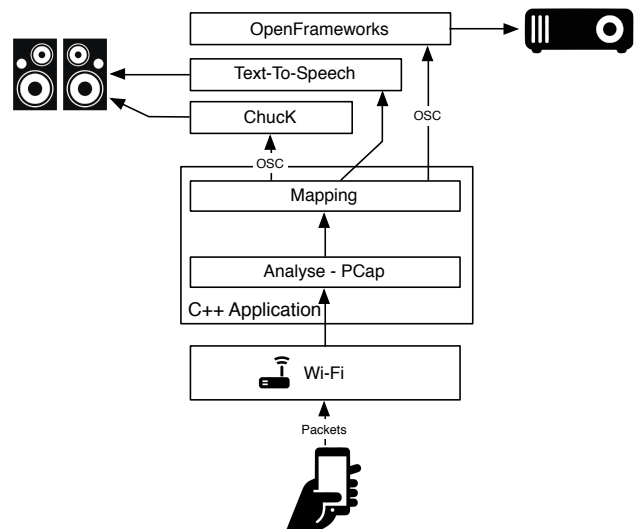 OpenFrameworks
Text-To-Speech
ChucK
OSC
OSC
Mapping
Analyse - PCap
C++ Application
Wi-Fi
Packets